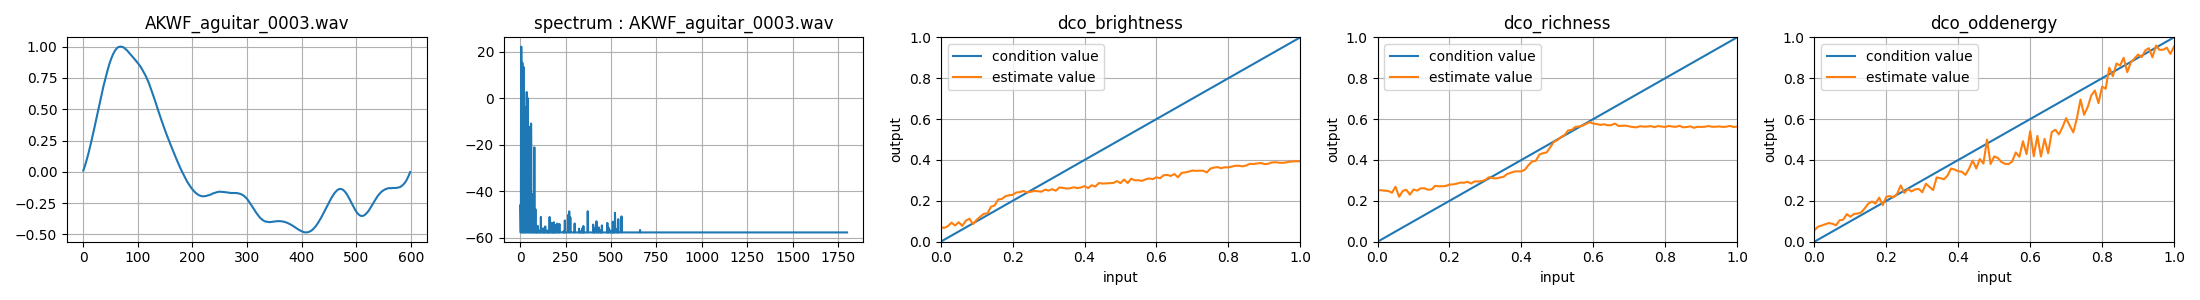 AKWF_aguitar_0003.wav
1.00
0.75
0.50
0.25
0.00
−0.25
−0.50
0 100 200 300 400 500 600
spectrum : AKWF_aguitar_0003.wav
20
0
−20
−40
−60
0 250 500 750 1000 1250 1500 1750
dco_brightness
condition value
estimate value
output
1.0
0.8
0.6
0.4
0.2
0.0
0.0 0.2 0.4 0.6 0.8 1.0
input
dco_richness
condition value
estimate value
output
1.0
0.8
0.6
0.4
0.2
0.0
0.0 0.2 0.4 0.6 0.8 1.0
input
dco_oddenergy
condition value
estimate value
output
1.0
0.8
0.6
0.4
0.2
0.0
0.0 0.2 0.4 0.6 0.8 1.0
input